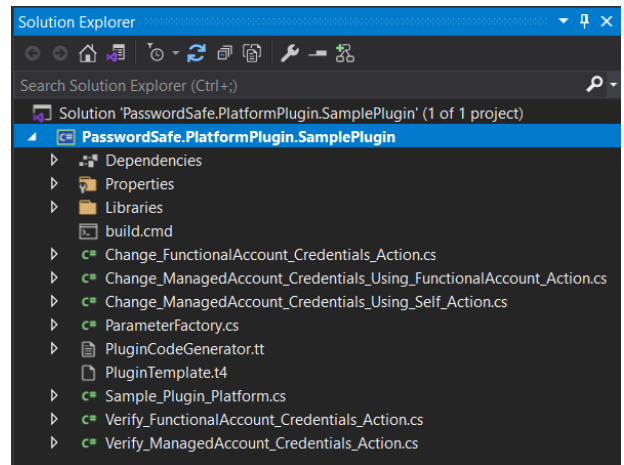 Solution Explorer
Search Solution Explorer (Ctrl+;)
Solution 'PasswordSafe.PlatformPlugin.SamplePlugin' (1 of 1 project)
C# PasswordSafe.PlatformPlugin.SamplePlugin
Dependencies
Properties
Libraries
build.cmd
C# Change_FunctionalAccount_Credentials_Action.cs
C# Change_ManagedAccount_Credentials_Using_FunctionalAccount_Action.cs
C# Change_ManagedAccount_Credentials_Using_Self_Action.cs
C# ParameterFactory.cs
PluginCodeGenerator.tt
PluginTemplate.t4
C# Sample_Plugin_Platform.cs
C# Verify_FunctionalAccount_Credentials_Action.cs
C# Verify_ManagedAccount_Credentials_Action.cs